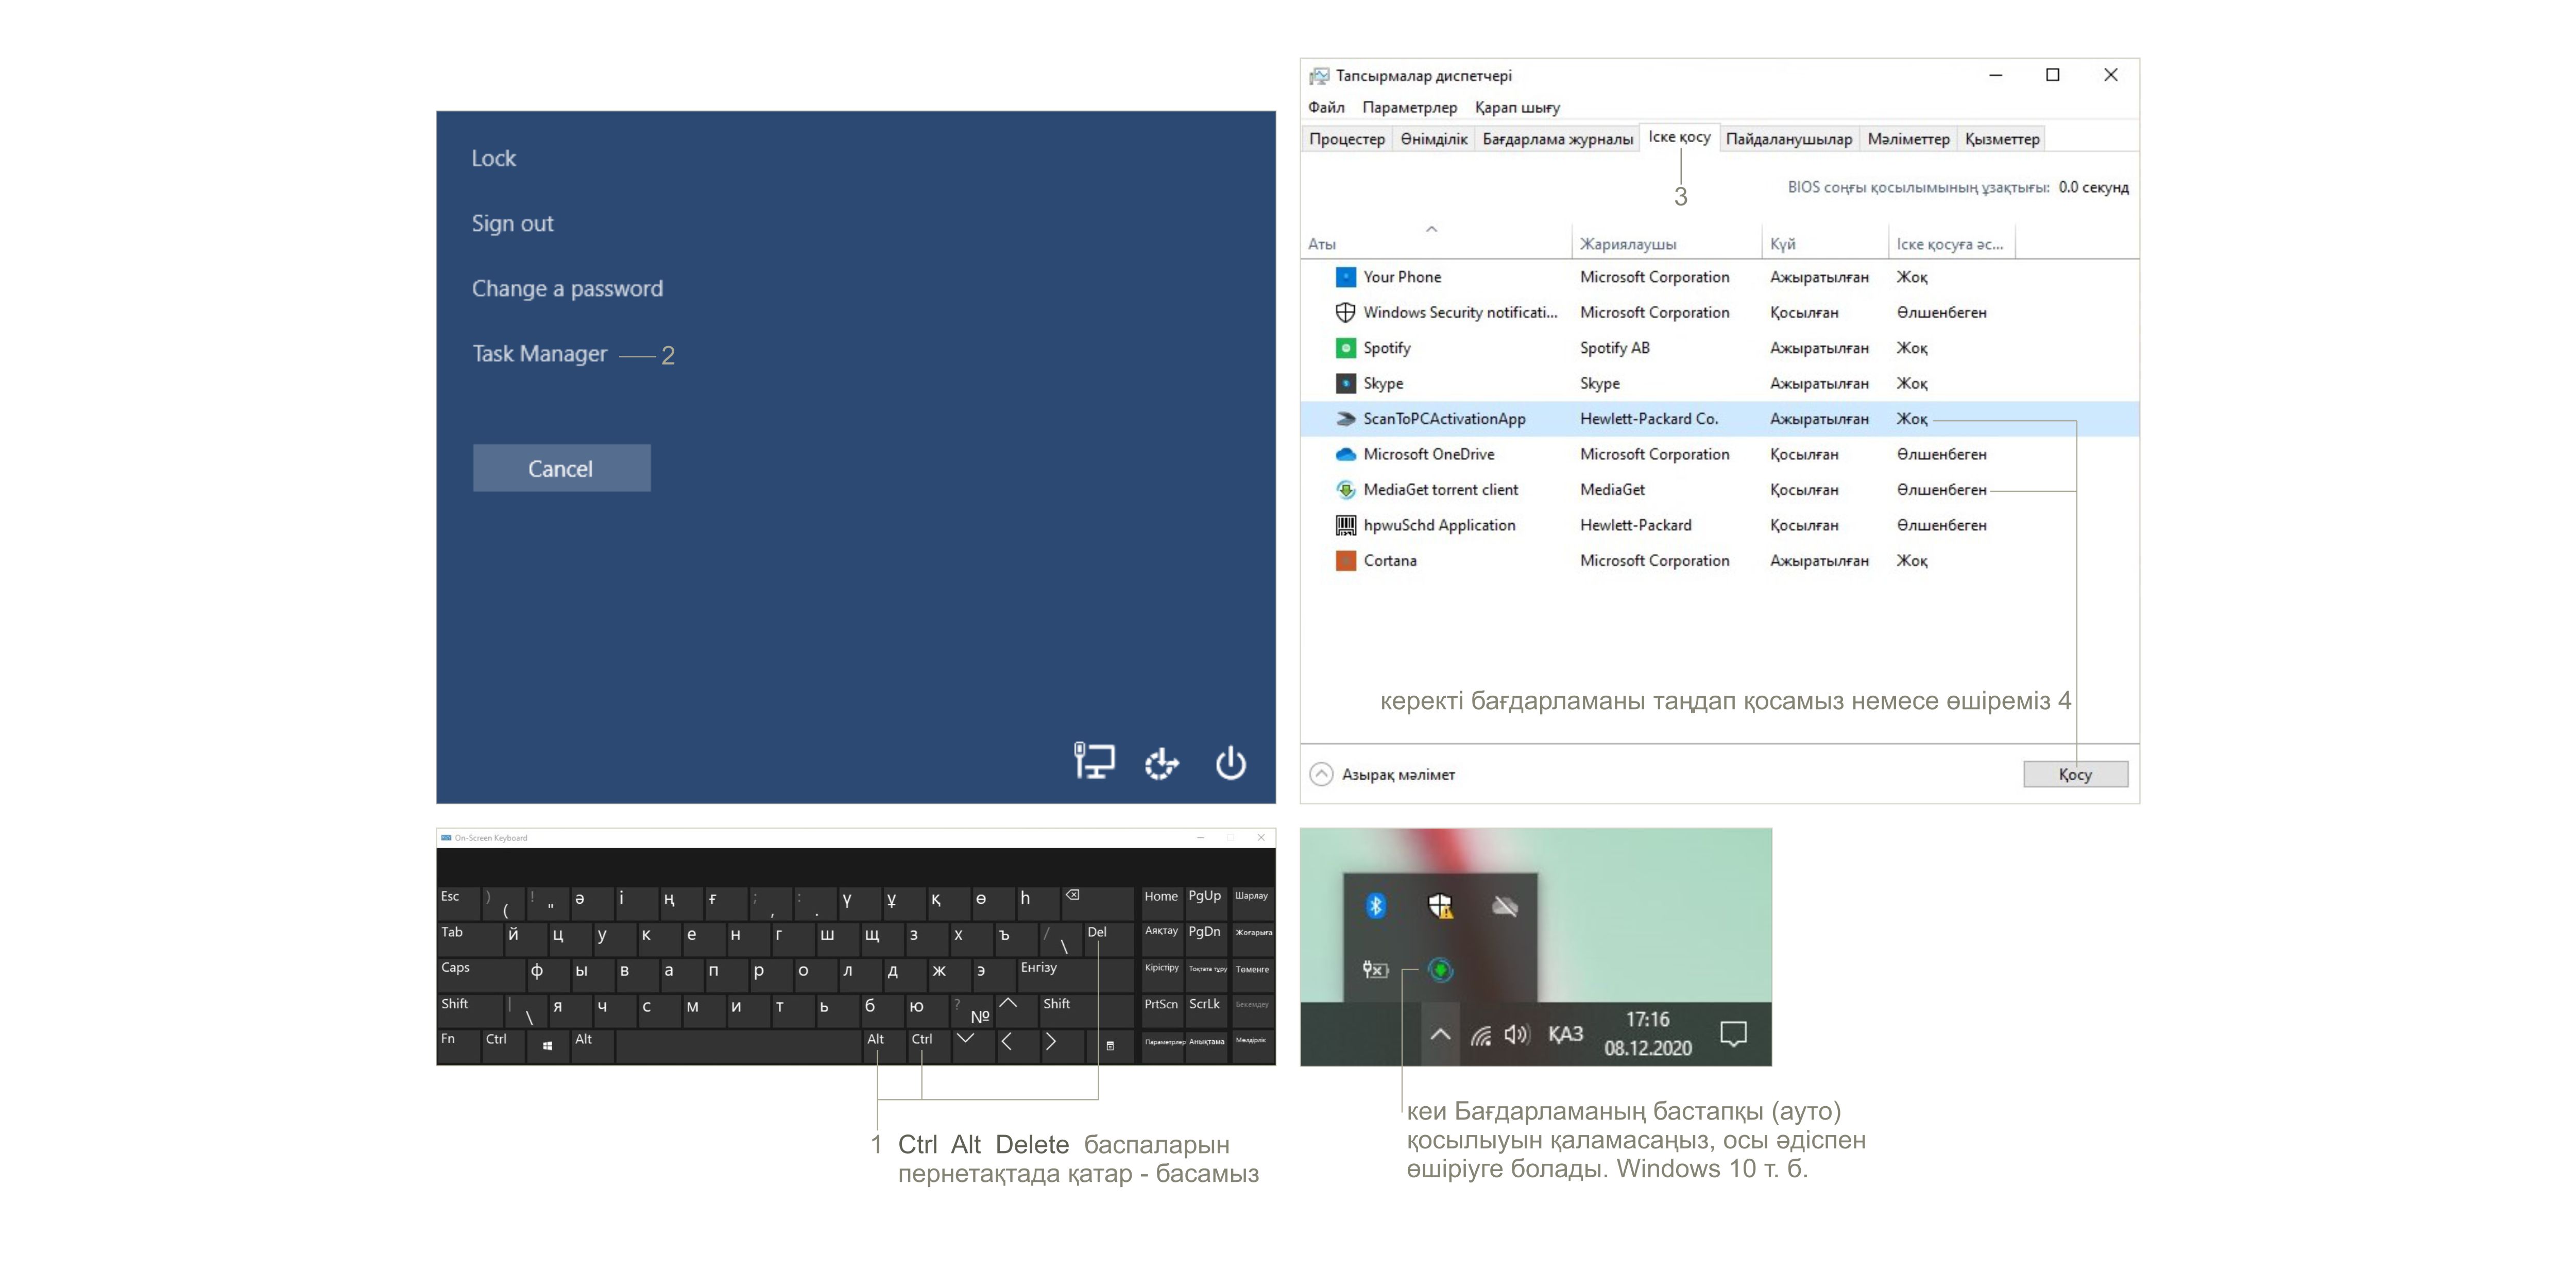 Lock
Sign out
Change a password
Task Manager 2
Cancel
Тапсырмалар диспетчері
Файл Параметрлер Қарап шығу
Процестер Өнімділік Бағдарлама журналы Іске қосу Пайдаланушылар Мәліметтер Қызметтер
3
BIOS соңғы қосылымының ұзақтығы: 0.0 секунд
Аты Жариялаушы Күй Іске қосуға әс...
Your Phone Microsoft Corporation Ажыратылған Жоқ
Windows Security notificati... Microsoft Corporation Қосылған Өлшенбеген
Spotify Spotify AB Ажыратылған Жоқ
Skype Skype Ажыратылған Жоқ
ScanToPCActivationApp Hewlett-Packard Co. Ажыратылған Жоқ
Microsoft OneDrive Microsoft Corporation Қосылған Өлшенбеген
MediaGet torrent client MediaGet Қосылған Өлшенбеген
hpwuSchd Application Hewlett-Packard Қосылған Өлшенбеген
Cortana Microsoft Corporation Ажыратылған Жоқ
керекті бағдарламаны таңдап қосамыз немесе өшіреміз 4
Азырақ мәлімет Қосу
On-Screen Keyboard
Esc ) ( ! " ә і ң ғ ; , : . ү ұ қ ө һ Home PgUp Шарлау
Tab й ц у к е н г ш щ з х ъ / \ Del Аяқтау PgDn Жоғарыға
Caps ф ы в а п р о л д ж э Енгізу Кірістіру Тоқтата тұру Төменге
Shift | \ я ч с м и т ь б ю ? № Shift PrtScn ScrLk Бекемдеу
Fn Ctrl Alt Alt Ctrl Параметрлер Анықтама Мөлдірлік
1 Ctrl Alt Delete баспаларын
пернетақтада қатар - басамыз
ҚАЗ 17:16
08.12.2020
кеи Бағдарламаның бастапқы (ауто)
қосылыуын қаламасаңыз, осы әдіспен
өшіріуге болады. Windows 10 т. б.